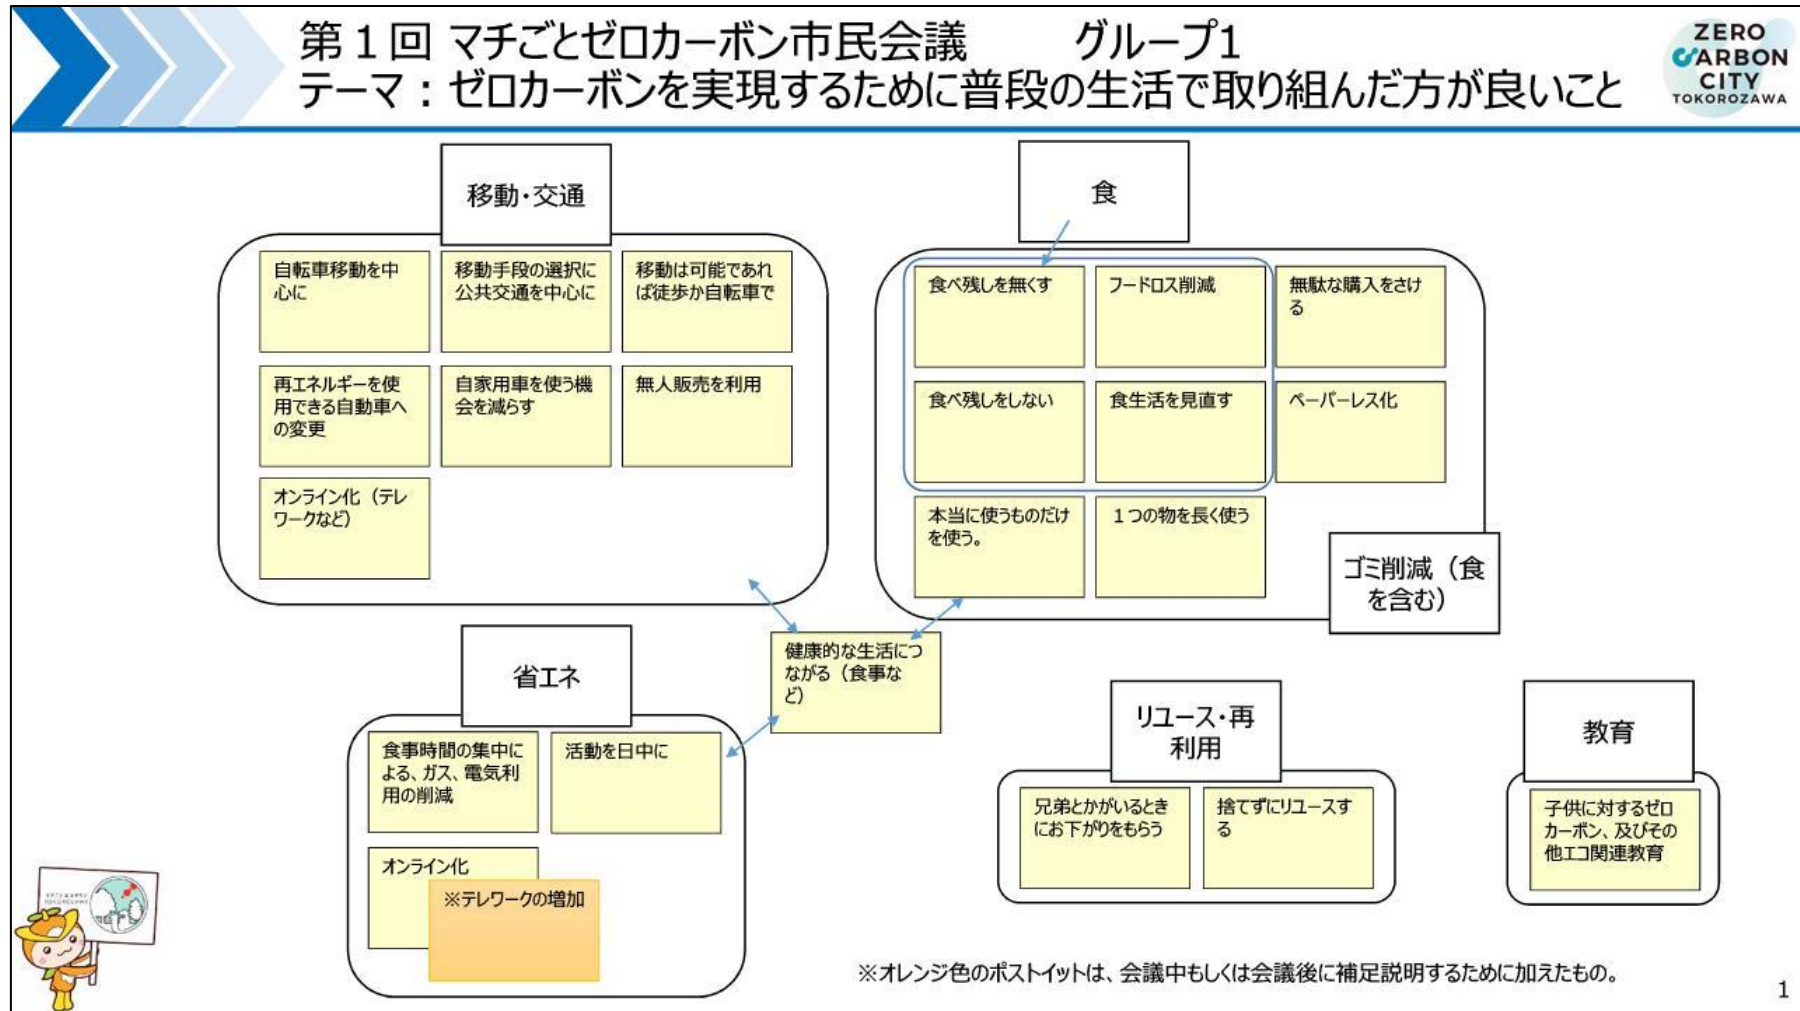 第１回 マチごとゼロカーボン市民会議　　グループ1
テーマ：ゼロカーボンを実現するために普段の生活で取り組んだ方が良いこと
ZERO
CARBON
CITY
TOKOROZAWA
移動・交通
自転車移動を中
心に
移動手段の選択に
公共交通を中心に
移動は可能であれ
ば徒歩か自転車で
再エネルギーを使
用できる自動車へ
の変更
自家用車を使う機
会を減らす
無人販売を利用
オンライン化（テレ
ワークなど）
食
食べ残しを無くす
フードロス削減
無駄な購入をさけ
る
食べ残しをしない
食生活を見直す
ペーパーレス化
本当に使うものだけ
を使う。
１つの物を長く使う
ゴミ削減（食
を含む）
健康的な生活につ
ながる（食事な
ど）
省エネ
食事時間の集中に
よる、ガス、電気利
用の削減
活動を日中に
オンライン化
※テレワークの増加
リユース・再
利用
兄弟とかがいるとき
にお下がりをもらう
捨てずにリユースす
る
教育
子供に対するゼロ
カーボン、及びその
他エコ関連教育
※オレンジ色のポストイットは、会議中もしくは会議後に補足説明するために加えたもの。
1